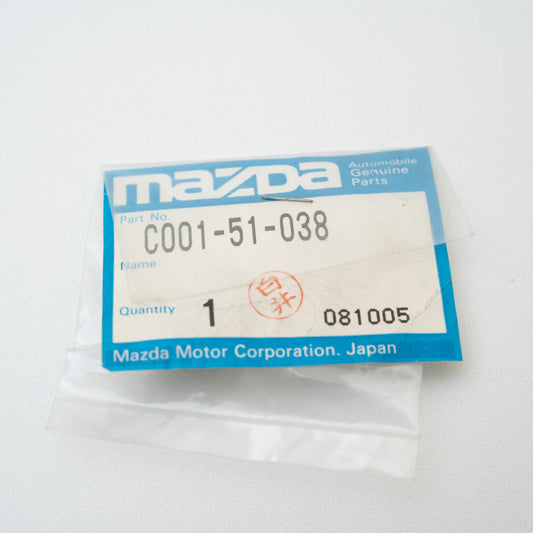 mazda
Automobile
Genuine
Parts
Part No.
C001-51-038
Name
白井
Quantity
1
081005
Mazda Motor Corporation. Japan